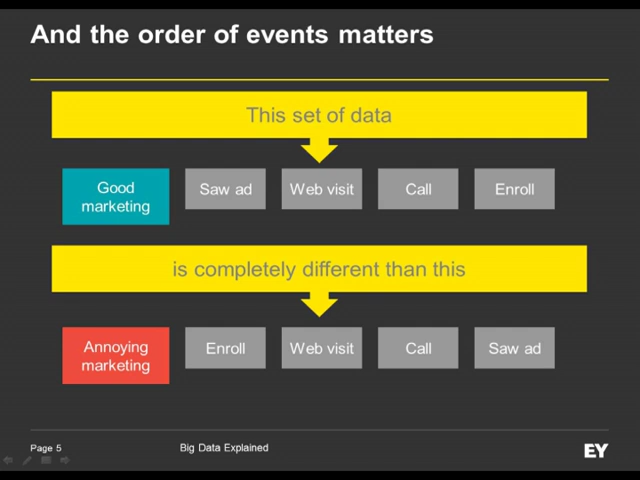 And the order of events matters
This set of data
Good
marketing
Saw ad
Web visit
Call
Enroll
is completely different than this
Annoying
marketing
Enroll
Web visit
Call
Saw ad
Page 5
Big Data Explained
EY